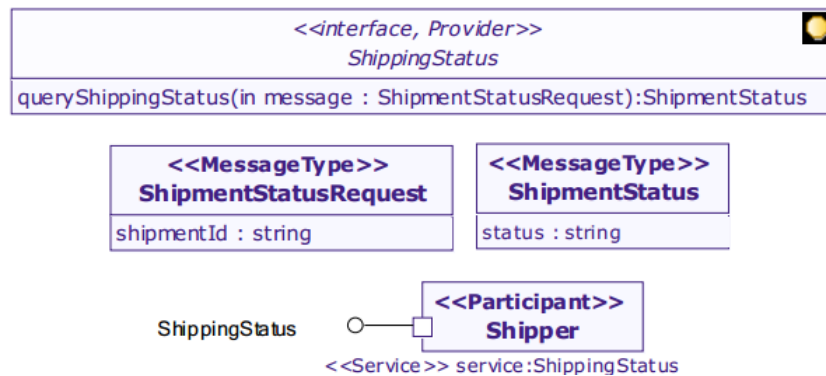 <<interface, Provider>>
ShippingStatus
queryShippingStatus(in message : ShipmentStatusRequest):ShipmentStatus
<<MessageType>>
ShipmentStatusRequest
shipmentId : string
<<MessageType>>
ShipmentStatus
status : string
ShippingStatus
<<Participant>>
Shipper
<<Service>> service:ShippingStatus